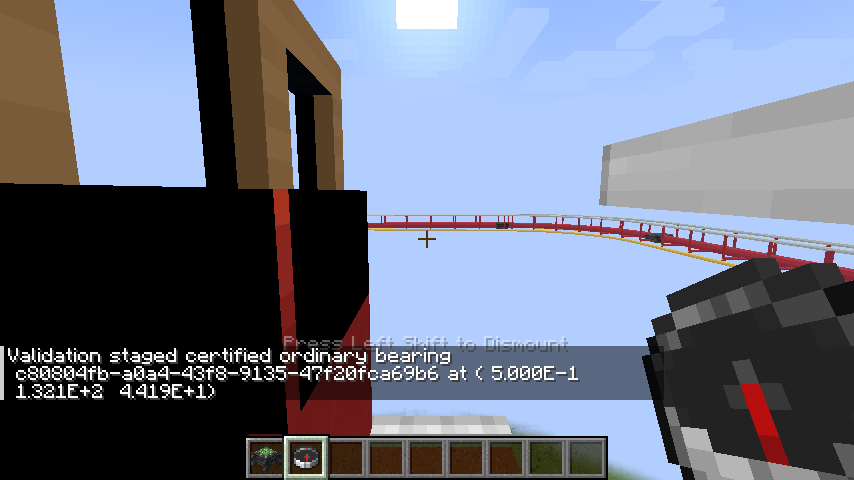 Press Left Shift to Dismount
Validation staged certified ordinary bearing
c80804fb-a0a4-43f8-9135-47f20fca69b6 at ( 5.000E-1
1.321E+2 4.419E+1)